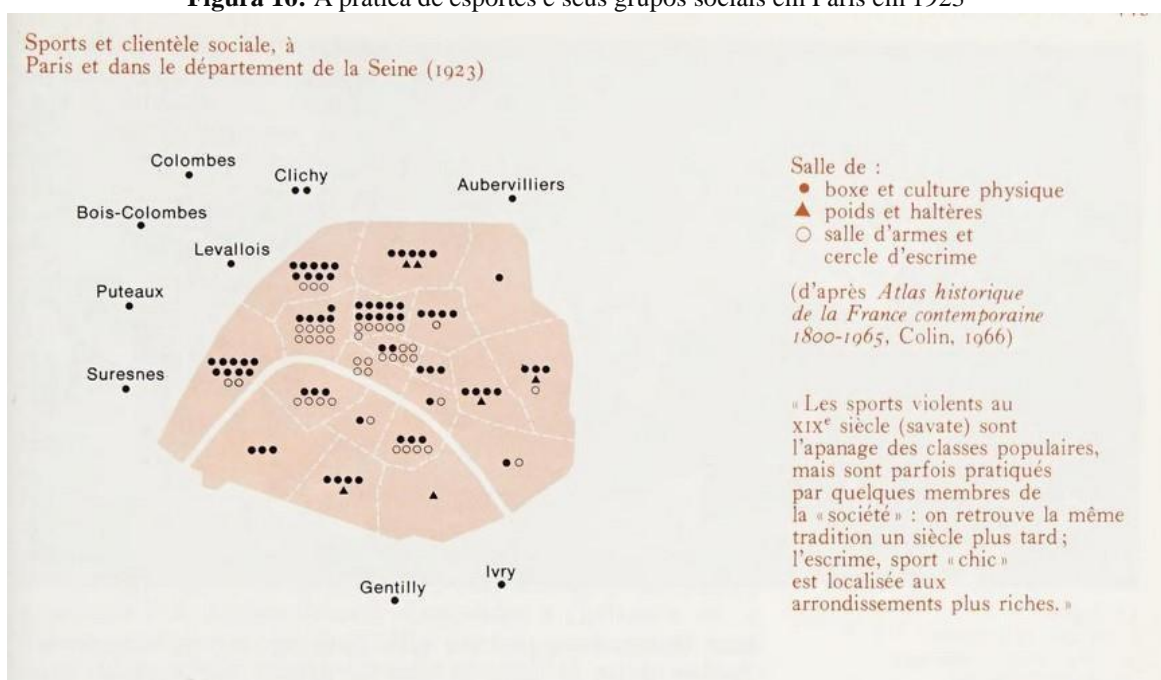 Figura 16: A prática de esportes e seus grupos sociais em Paris em 1923
Sports et clientèle sociale, à
Paris et dans le département de la Seine (1923)
Colombes
Clichy
Aubervilliers
Bois-Colombes
Levallois
Puteaux
Suresnes
Gentilly
Ivry
Salle de :
boxe et culture physique
poids et haltères
salle d'armes et
cercle d'escrime
(d'après Atlas historique
de la France contemporaine
1800-1965, Colin, 1966)
« Les sports violents au
XIXe siècle (savate) sont
l'apanage des classes populaires,
mais sont parfois pratiqués
par quelques membres de
la « société » : on retrouve la même
tradition un siècle plus tard ;
l'escrime, sport « chic »
est localisée aux
arrondissements plus riches. »